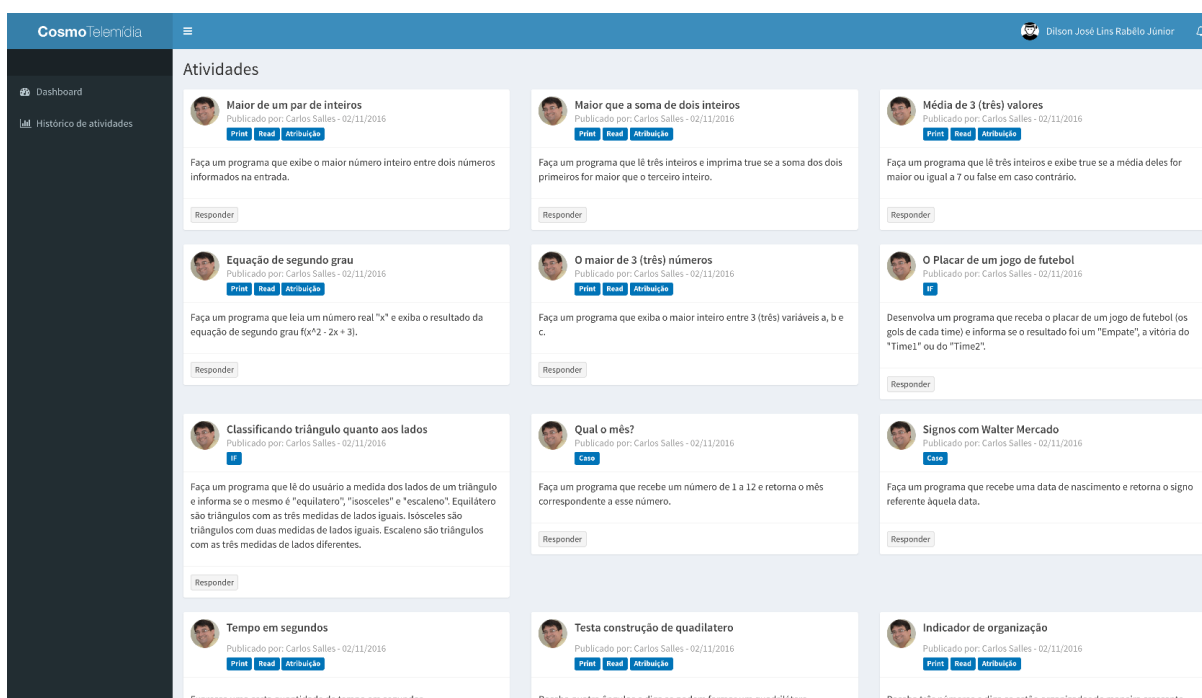 CosmoTelemídia
Dilson José Lins Rabêlo Júnior
Dashboard
Histórico de atividades
Atividades
Maior de um par de inteiros
Publicado por: Carlos Salles - 02/11/2016
Print Read Atribuição
Faça um programa que exibe o maior número inteiro entre dois números
informados na entrada.
Responder
Maior que a soma de dois inteiros
Publicado por: Carlos Salles - 02/11/2016
Print Read Atribuição
Faça um programa que lê três inteiros e imprima true se a soma dos dois
primeiros for maior que o terceiro inteiro.
Responder
Média de 3 (três) valores
Publicado por: Carlos Salles - 02/11/2016
Print Read Atribuição
Faça um programa que lê três inteiros e exibe true se a média deles for
maior ou igual a 7 ou false em caso contrário.
Responder
Equação de segundo grau
Publicado por: Carlos Salles - 02/11/2016
Print Read Atribuição
Faça um programa que leia um número real "x" e exiba o resultado da
equação de segundo grau f(x^2 - 2x + 3).
Responder
O maior de 3 (três) números
Publicado por: Carlos Salles - 02/11/2016
Print Read Atribuição
Faça um programa que exiba o maior inteiro entre 3 (três) variáveis a, b e
c.
Responder
O Placar de um jogo de futebol
Publicado por: Carlos Salles - 02/11/2016
IF
Desenvolva um programa que receba o placar de um jogo de futebol (os
gols de cada time) e informa se o resultado foi um "Empate", a vitória do
"Time1" ou do "Time2".
Responder
Classificando triângulo quanto aos lados
Publicado por: Carlos Salles - 02/11/2016
IF
Faça um programa que lê do usuário a medida dos lados de um triângulo
e informa se o mesmo é "equilatero", "isosceles" e "escaleno". Equilátero
são triângulos com as três medidas de lados iguais. Isósceles são
triângulos com duas medidas de lados iguais. Escaleno são triângulos
com as três medidas de lados diferentes.
Responder
Qual o mês?
Publicado por: Carlos Salles - 02/11/2016
Caso
Faça um programa que recebe um número de 1 a 12 e retorna o mês
correspondente a esse número.
Responder
Signos com Walter Mercado
Publicado por: Carlos Salles - 02/11/2016
Caso
Faça um programa que recebe uma data de nascimento e retorna o signo
referente àquela data.
Responder
Tempo em segundos
Publicado por: Carlos Salles - 02/11/2016
Print Read Atribuição
Testa construção de quadilatero
Publicado por: Carlos Salles - 02/11/2016
Print Read Atribuição
Indicador de organização
Publicado por: Carlos Salles - 02/11/2016
Print Read Atribuição